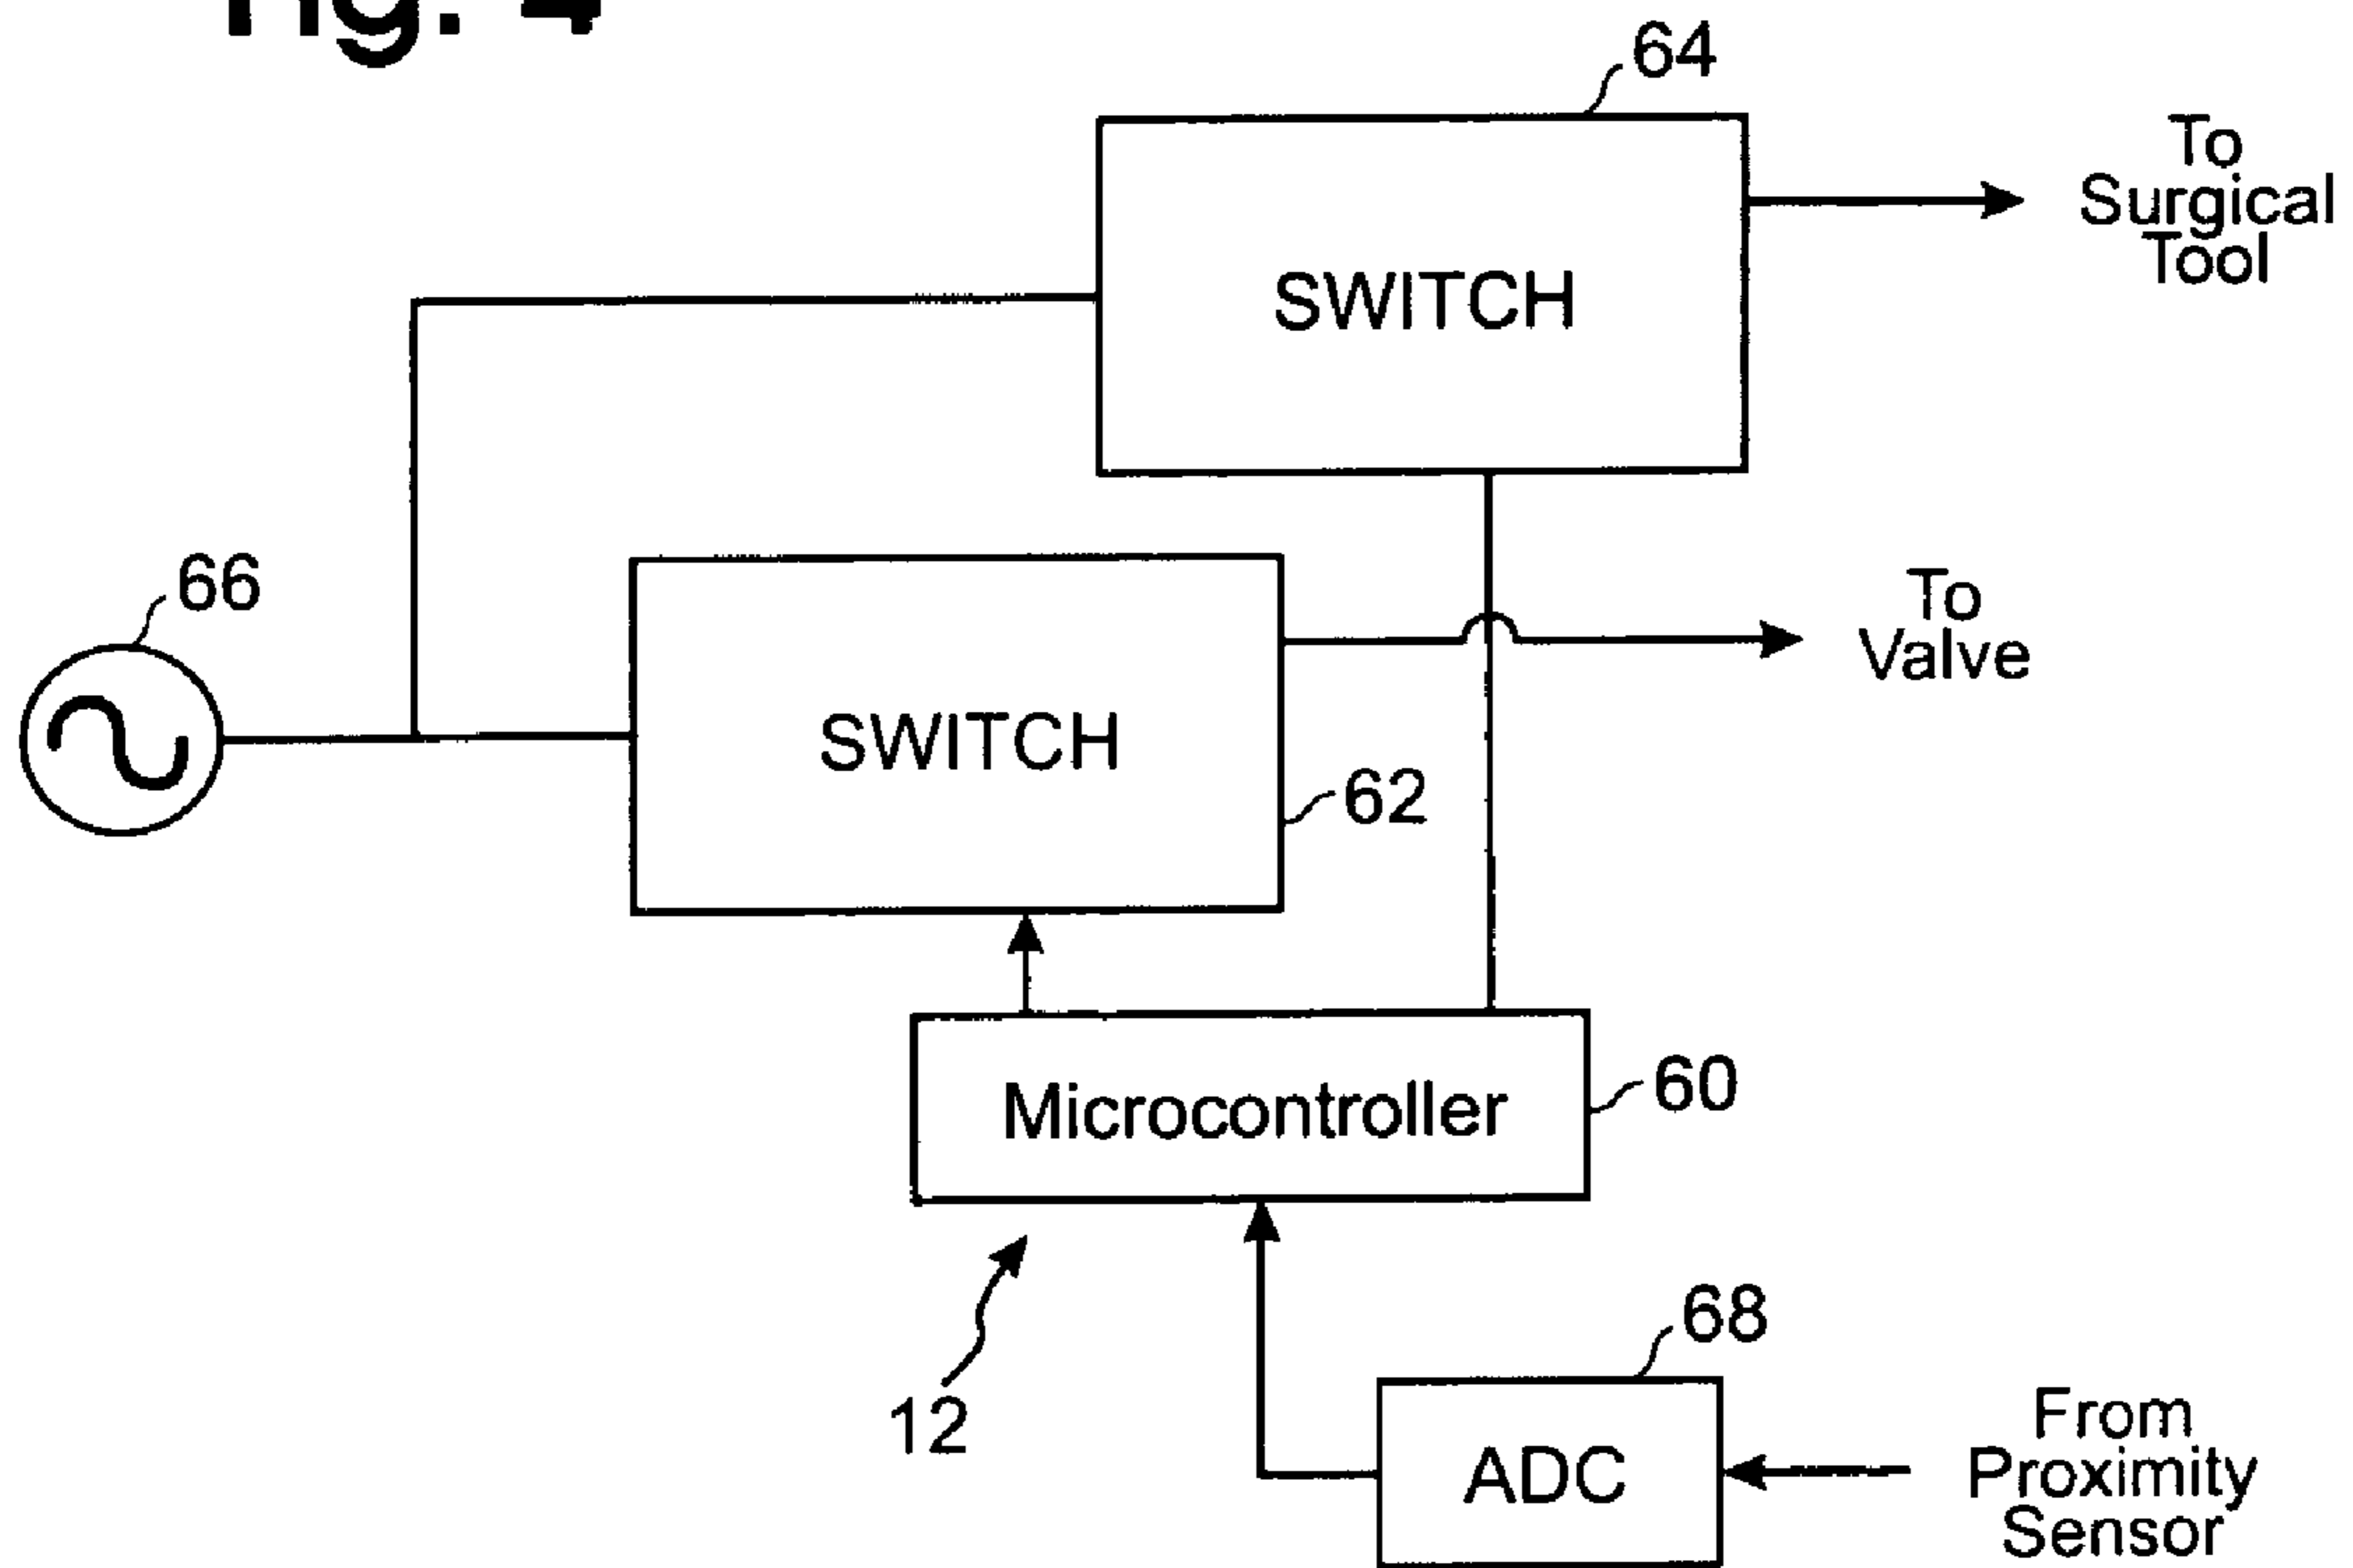 Fig. 4
64
To
Surgical
Tool
SWITCH
66
To
Valve
SWITCH
62
Microcontroller
60
12
68
ADC
From
Proximity
Sensor